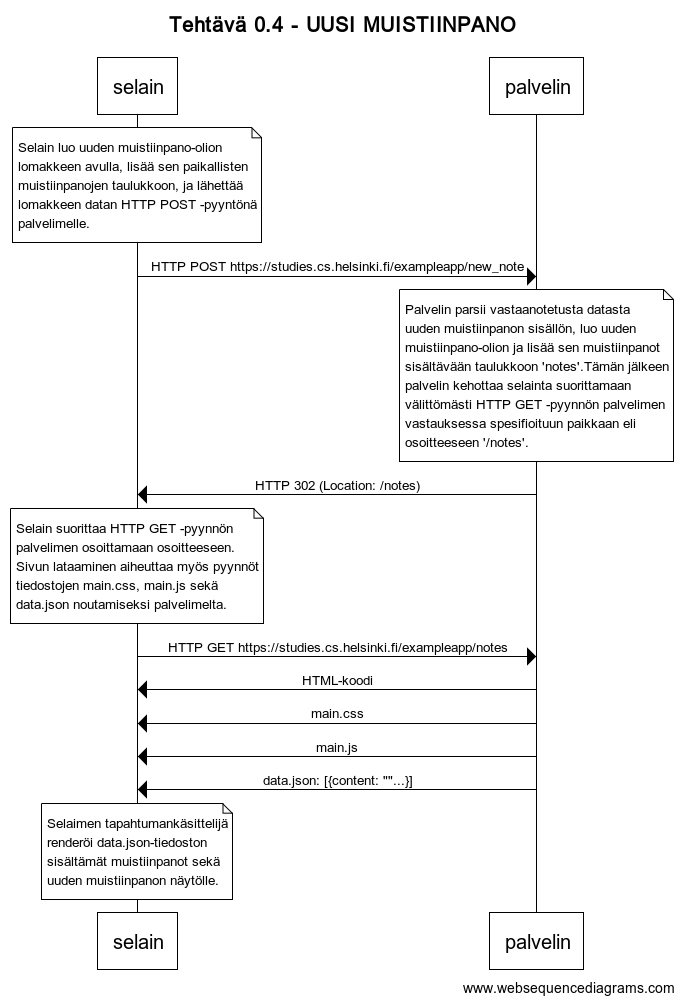 Tehtävä 0.4 - UUSI MUISTIINPANO
selain
palvelin
Selain luo uuden muistiinpano-olion
lomakkeen avulla, lisää sen paikallisten
muistiinpanojen taulukkoon, ja lähettää
lomakkeen datan HTTP POST -pyyntönä
palvelimelle.
HTTP POST https://studies.cs.helsinki.fi/exampleapp/new_note
Palvelin parsii vastaanotetusta datasta
uuden muistiinpanon sisällön, luo uuden
muistiinpano-olion ja lisää sen muistiinpanot
sisältävään taulukkoon 'notes'.Tämän jälkeen
palvelin kehottaa selainta suorittamaan
välittömästi HTTP GET -pyynnön palvelimen
vastauksessa spesifioituun paikkaan eli
osoitteeseen '/notes'.
HTTP 302 (Location: /notes)
Selain suorittaa HTTP GET -pyynnön
palvelimen osoittamaan osoitteeseen.
Sivun lataaminen aiheuttaa myös pyynnöt
tiedostojen main.css, main.js sekä
data.json noutamiseksi palvelimelta.
HTTP GET https://studies.cs.helsinki.fi/exampleapp/notes
HTML-koodi
main.css
main.js
data.json: [{content: ""...}]
Selaimen tapahtumankäsittelijä
renderöi data.json-tiedoston
sisältämät muistiinpanot sekä
uuden muistiinpanon näytölle.
selain
palvelin
www.websequencediagrams.com